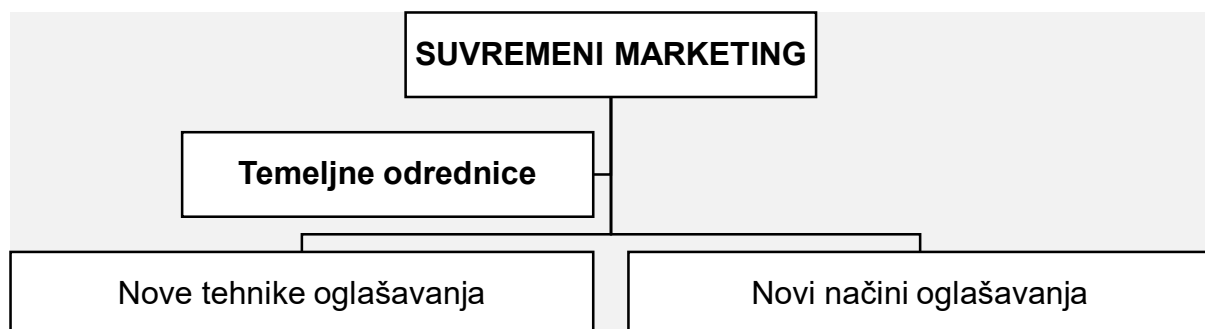 SUVREMENI MARKETING
Temeljne odrednice
Nove tehnike oglašavanja
Novi načini oglašavanja